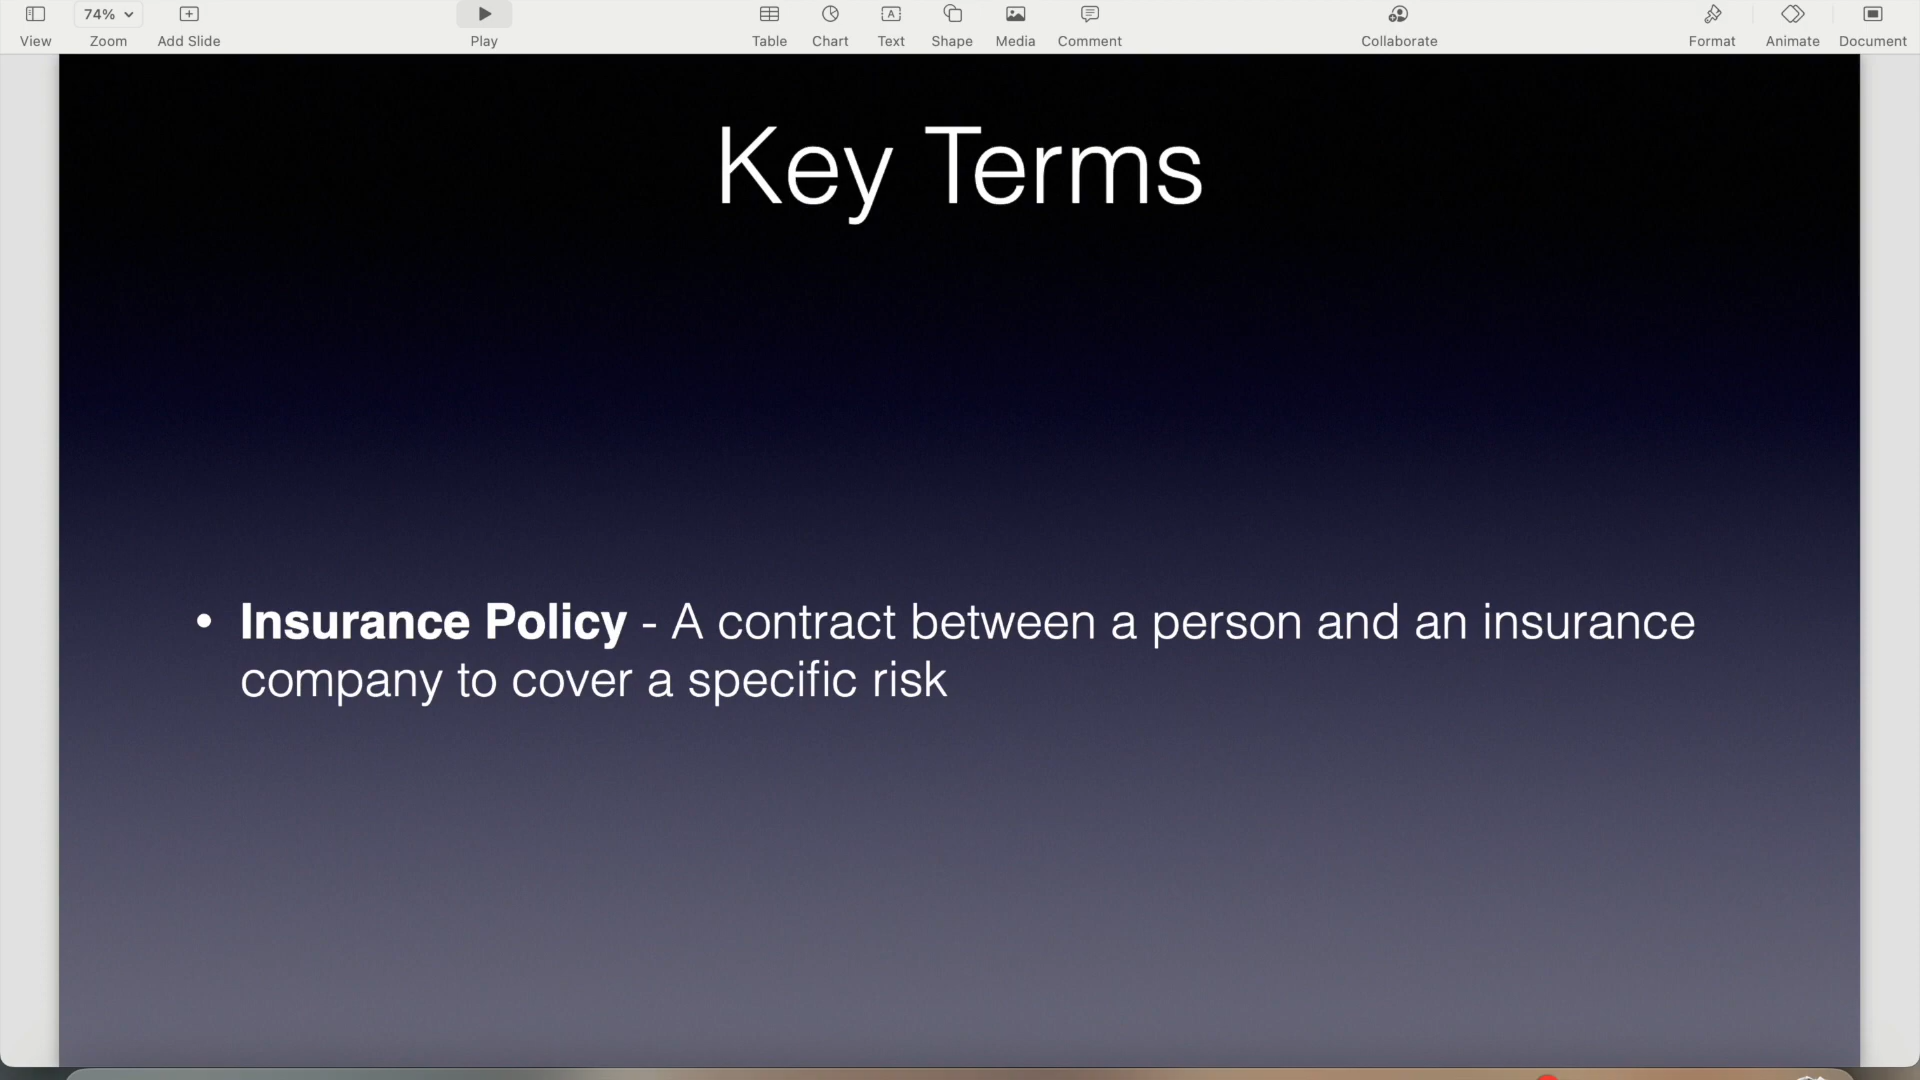 74%
View
Zoom
Add Slide
Play
Table
Chart
Text
Shape
Media
Comment
Collaborate
Format
Animate
Document
Key Terms
• Insurance Policy - A contract between a person and an insurance
company to cover a specific risk